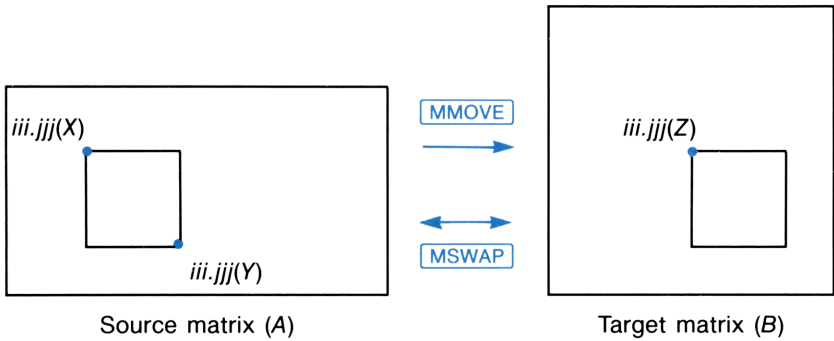 MMOVE
iii.jjj(X)
iii.jjj(Z)
iii.jjj(Y)
MSWAP
Source matrix (A)
Target matrix (B)